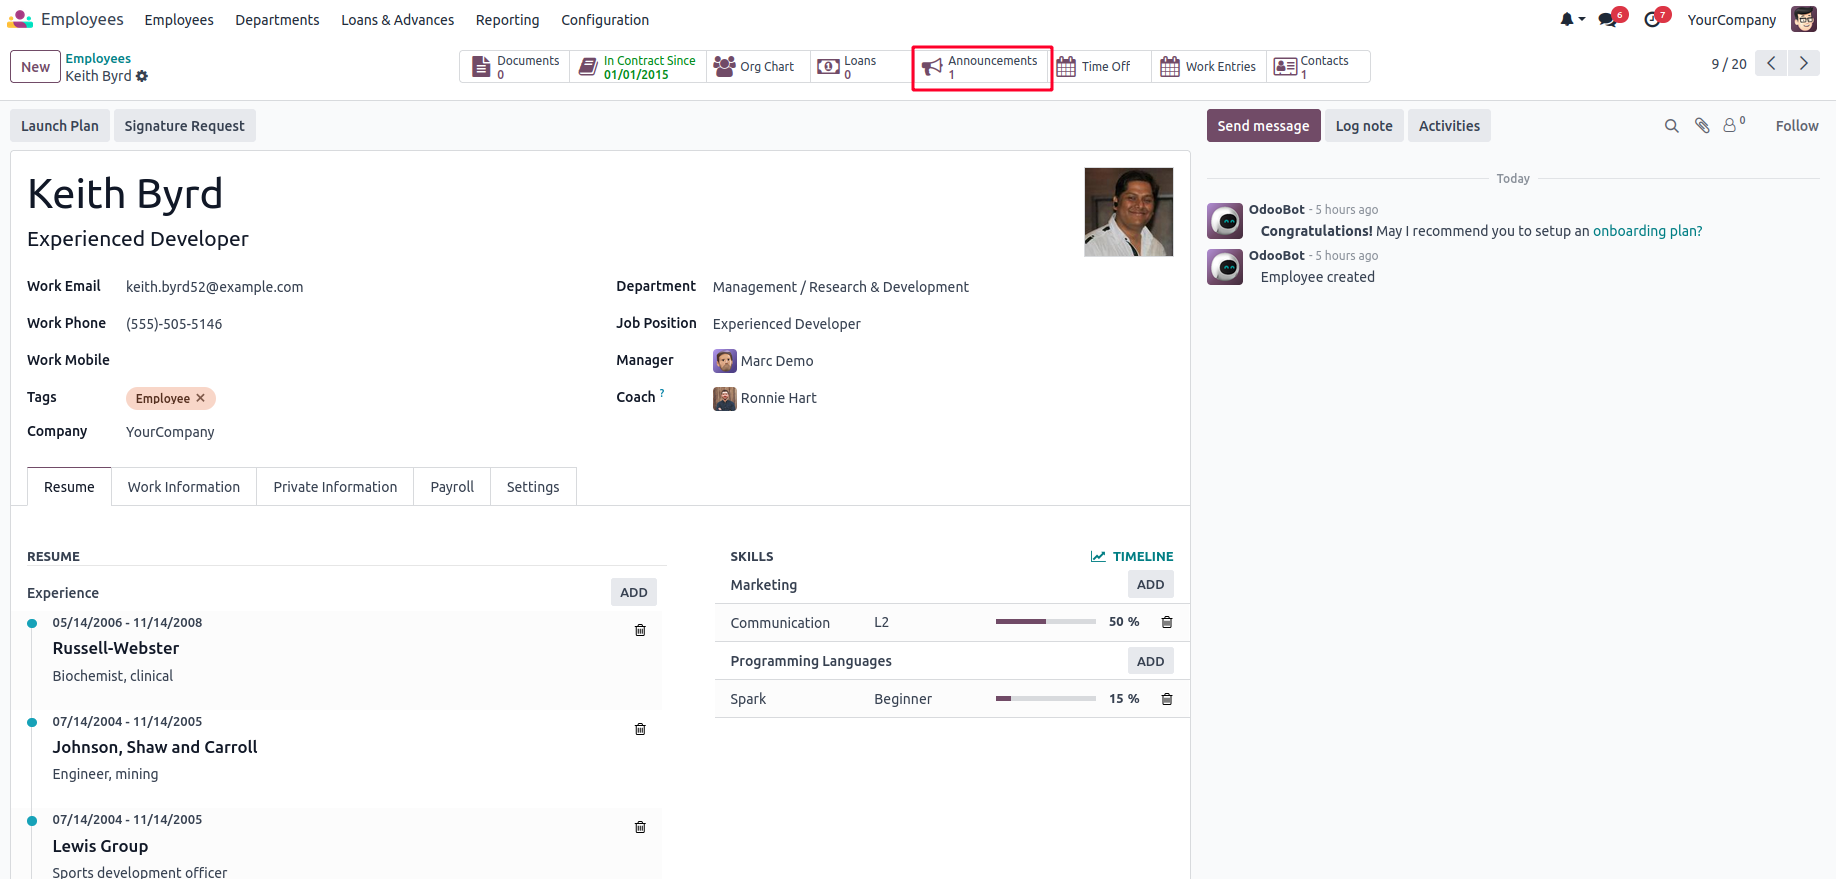 Employees Employees Departments Loans & Advances Reporting Configuration 6 7 YourCompany
New Employees
Keith Byrd
Documents
0
In Contract Since
01/01/2015
Org Chart
Loans
0
Announcements
1
Time Off
Work Entries
Contacts
1
9 / 20
Launch Plan Signature Request
Send message Log note Activities 0 Follow
Keith Byrd
Experienced Developer
Work Email keith.byrd52@example.com
Work Phone (555)-505-5146
Work Mobile
Tags Employee ×
Company YourCompany
Department Management / Research & Development
Job Position Experienced Developer
Manager Marc Demo
Coach ? Ronnie Hart
Resume Work Information Private Information Payroll Settings
RESUME
Experience ADD
05/14/2006 - 11/14/2008
Russell-Webster
Biochemist, clinical
07/14/2004 - 11/14/2005
Johnson, Shaw and Carroll
Engineer, mining
07/14/2004 - 11/14/2005
Lewis Group
Sports development officer
SKILLS TIMELINE
Marketing ADD
Communication L2 50 %
Programming Languages ADD
Spark Beginner 15 %
Today
OdooBot - 5 hours ago
Congratulations! May I recommend you to setup an onboarding plan?
OdooBot - 5 hours ago
Employee created